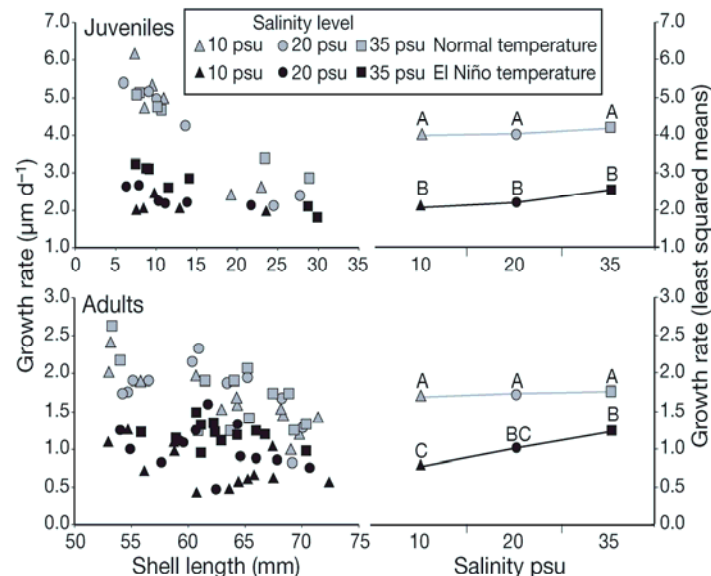 Juveniles
Salinity level
10 psu 20 psu 35 psu Normal temperature
10 psu 20 psu 35 psu El Niño temperature
7.0
6.0
5.0
4.0
3.0
2.0
1.0
0 5 10 15 20 25 30 35
A A A
B B B
10 20 35
7.0
6.0
5.0
4.0
3.0
2.0
1.0
Growth rate (µm d⁻¹)
Growth rate (least squared means)
Adults
3.0
2.5
2.0
1.5
1.0
0.5
0.0
50 55 60 65 70 75
Shell length (mm)
A A A
C BC B
10 20 35
Salinity psu
3.0
2.5
2.0
1.5
1.0
0.5
0.0